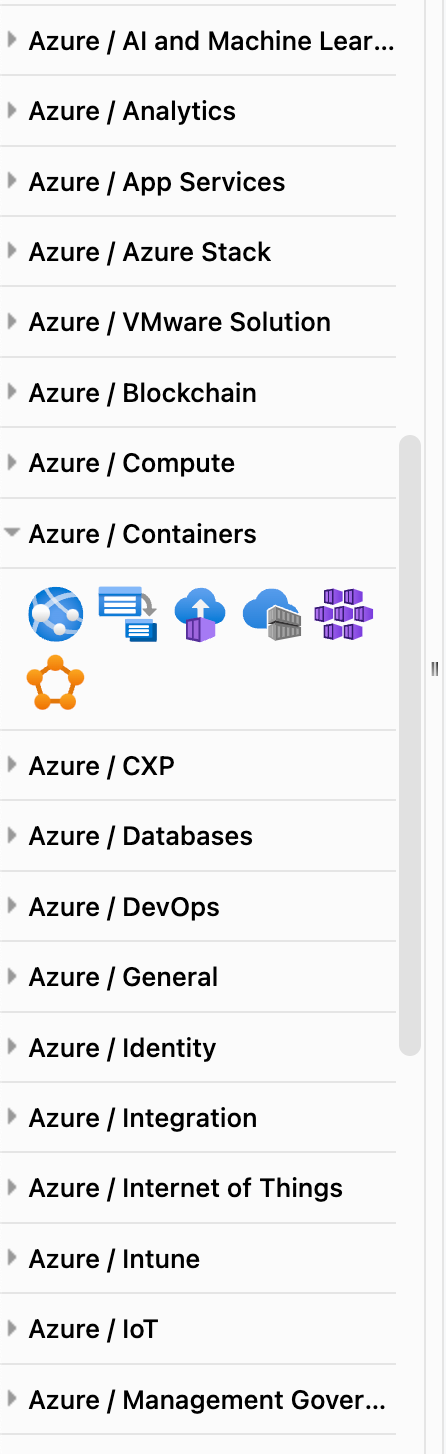 Azure / AI and Machine Lear...
Azure / Analytics
Azure / App Services
Azure / Azure Stack
Azure / VMware Solution
Azure / Blockchain
Azure / Compute
Azure / Containers
Azure / CXP
Azure / Databases
Azure / DevOps
Azure / General
Azure / Identity
Azure / Integration
Azure / Internet of Things
Azure / Intune
Azure / IoT
Azure / Management Gover...